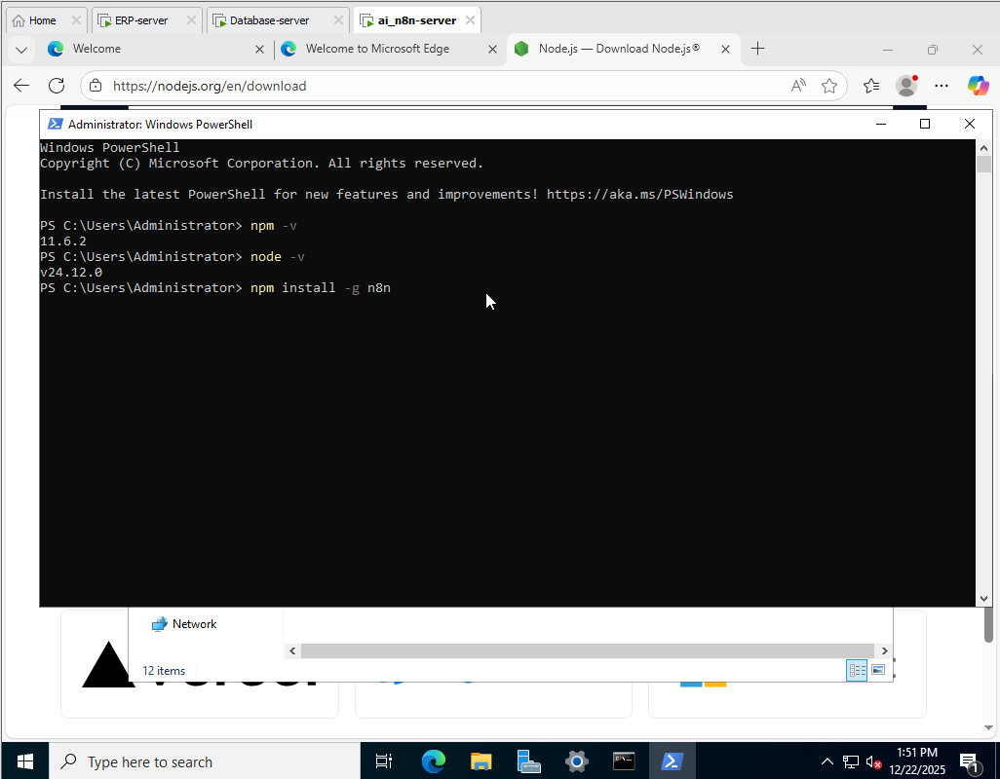 Home
ERP-server
Database-server
ai_n8n-server
Welcome
Welcome to Microsoft Edge
Node.js — Download Node.js®
https://nodejs.org/en/download
Administrator: Windows PowerShell
Windows PowerShell
Copyright (C) Microsoft Corporation. All rights reserved.
Install the latest PowerShell for new features and improvements! https://aka.ms/PSWindows
PS C:\Users\Administrator> npm -v
11.6.2
PS C:\Users\Administrator> node -v
v24.12.0
PS C:\Users\Administrator> npm install -g n8n
Network
12 items
Type here to search
1:51 PM
12/22/2025
1